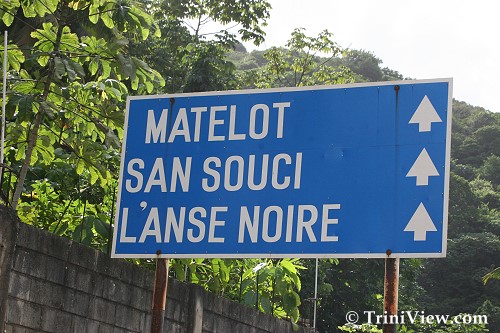 MATELOT
SAN SOUCI
L'ANSE NOIRE
© TriniView.com